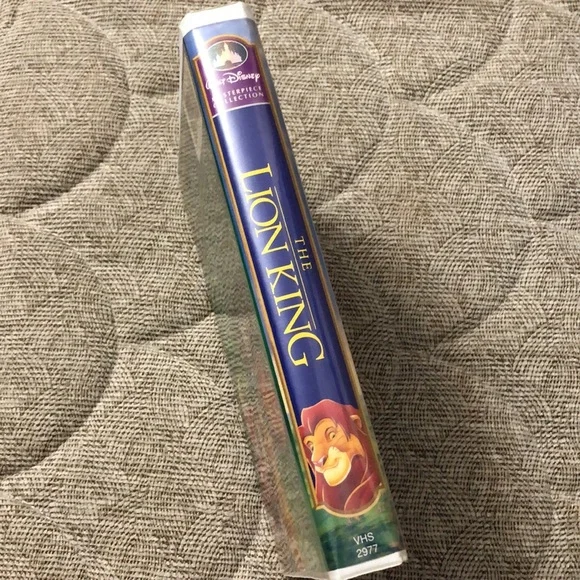 Walt Disney
MASTERPIECE
COLLECTION
THE
LION KING
VHS
2977